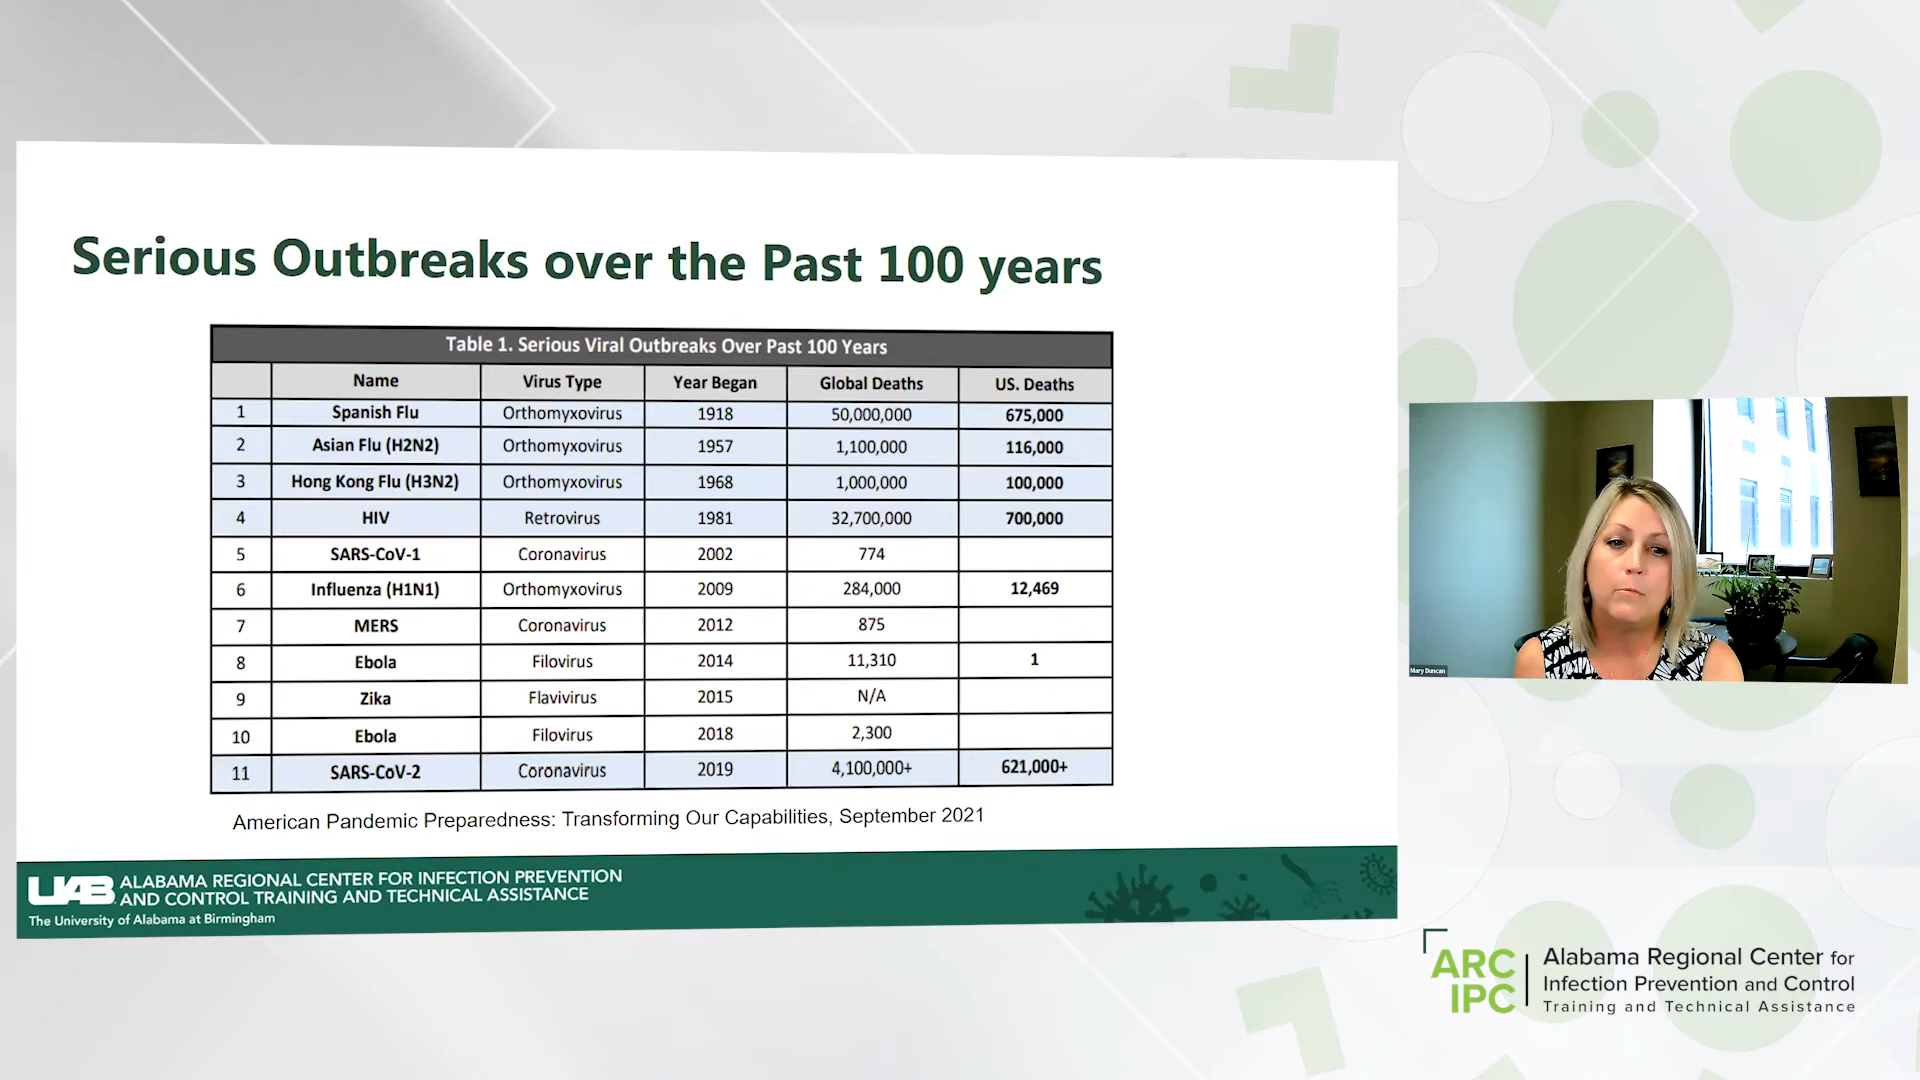 Serious Outbreaks over the Past 100 years
Table 1. Serious Viral Outbreaks Over Past 100 Years
Name Virus Type Year Began Global Deaths US. Deaths
1 Spanish Flu Orthomyxovirus 1918 50,000,000 675,000
2 Asian Flu (H2N2) Orthomyxovirus 1957 1,100,000 116,000
3 Hong Kong Flu (H3N2) Orthomyxovirus 1968 1,000,000 100,000
4 HIV Retrovirus 1981 32,700,000 700,000
5 SARS-CoV-1 Coronavirus 2002 774
6 Influenza (H1N1) Orthomyxovirus 2009 284,000 12,469
7 MERS Coronavirus 2012 875
8 Ebola Filovirus 2014 11,310 1
9 Zika Flavivirus 2015 N/A
10 Ebola Filovirus 2018 2,300
11 SARS-CoV-2 Coronavirus 2019 4,100,000+ 621,000+
American Pandemic Preparedness: Transforming Our Capabilities, September 2021
UAB ALABAMA REGIONAL CENTER FOR INFECTION PREVENTION
AND CONTROL TRAINING AND TECHNICAL ASSISTANCE
The University of Alabama at Birmingham
Mary Duncan
ARC
IPC
Alabama Regional Center for
Infection Prevention and Control
Training and Technical Assistance